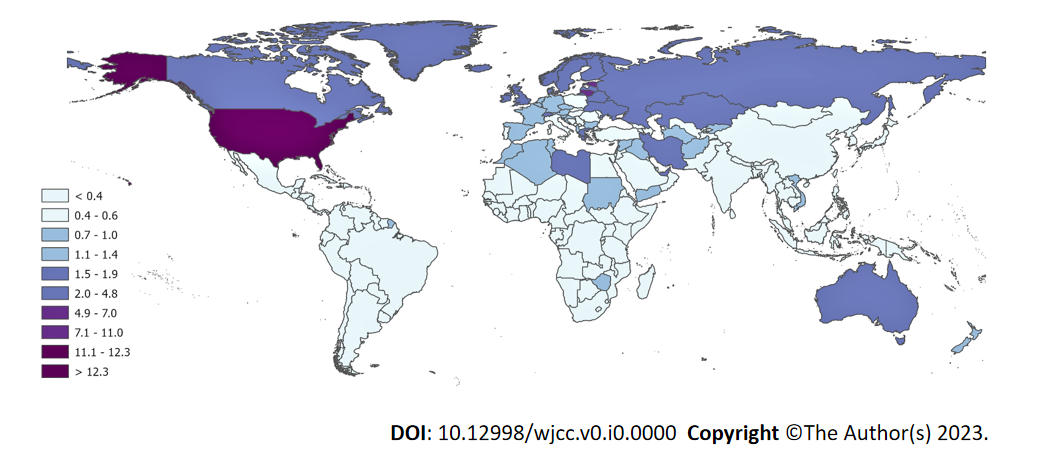 < 0.4
0.4 - 0.6
0.7 - 1.0
1.1 - 1.4
1.5 - 1.9
2.0 - 4.8
4.9 - 7.0
7.1 - 11.0
11.1 - 12.3
> 12.3
DOI: 10.12998/wjcc.v0.i0.0000 Copyright ©The Author(s) 2023.